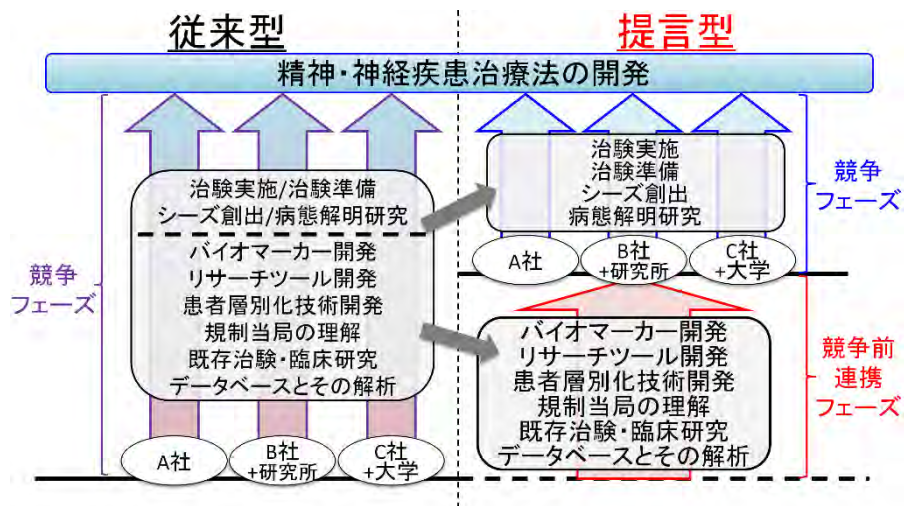 従来型
提言型
精神・神経疾患治療法の開発
治験実施/治験準備
シーズ創出/病態解明研究
バイオマーカー開発
リサーチツール開発
患者層別化技術開発
規制当局の理解
既存治験・臨床研究
データベースとその解析
競争
フェーズ
A社
B社
+研究所
C社
+大学
治験実施
治験準備
シーズ創出
病態解明研究
競争
フェーズ
A社
B社
+研究所
C社
+大学
バイオマーカー開発
リサーチツール開発
患者層別化技術開発
規制当局の理解
既存治験・臨床研究
データベースとその解析
競争前
連携
フェーズ